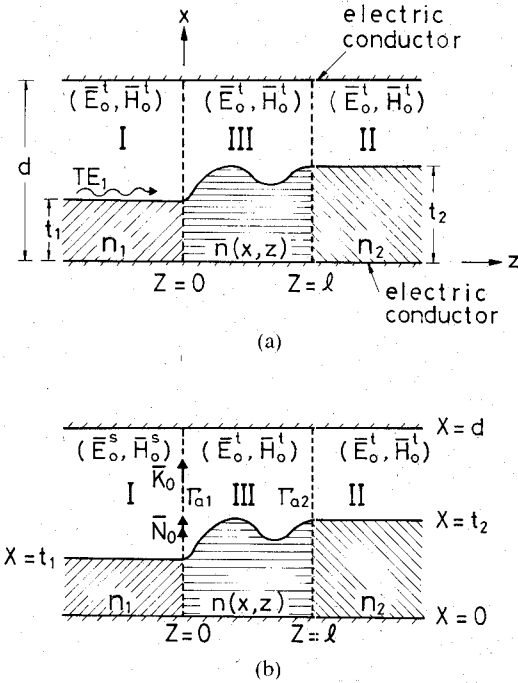 x
electric
conductor
(Ē₀ᵗ, H̄₀ᵗ) (Ē₀ᵗ, H̄₀ᵗ) (Ē₀ᵗ, H̄₀ᵗ)
I III II
d
TE₁
t₁
t₂
n₁ n(x,z) n₂
z
Z=0 Z=ℓ
electric
conductor
(a)
X=d
(Ē₀ˢ, H̄₀ˢ) (Ē₀ᵗ, H̄₀ᵗ) (Ē₀ᵗ, H̄₀ᵗ)
K̄₀
I Γa1 III Γa2 II
N̄₀
X=t₂
X=t₁
n₁ n(x,z) n₂
X=0
Z=0 Z=ℓ
(b)